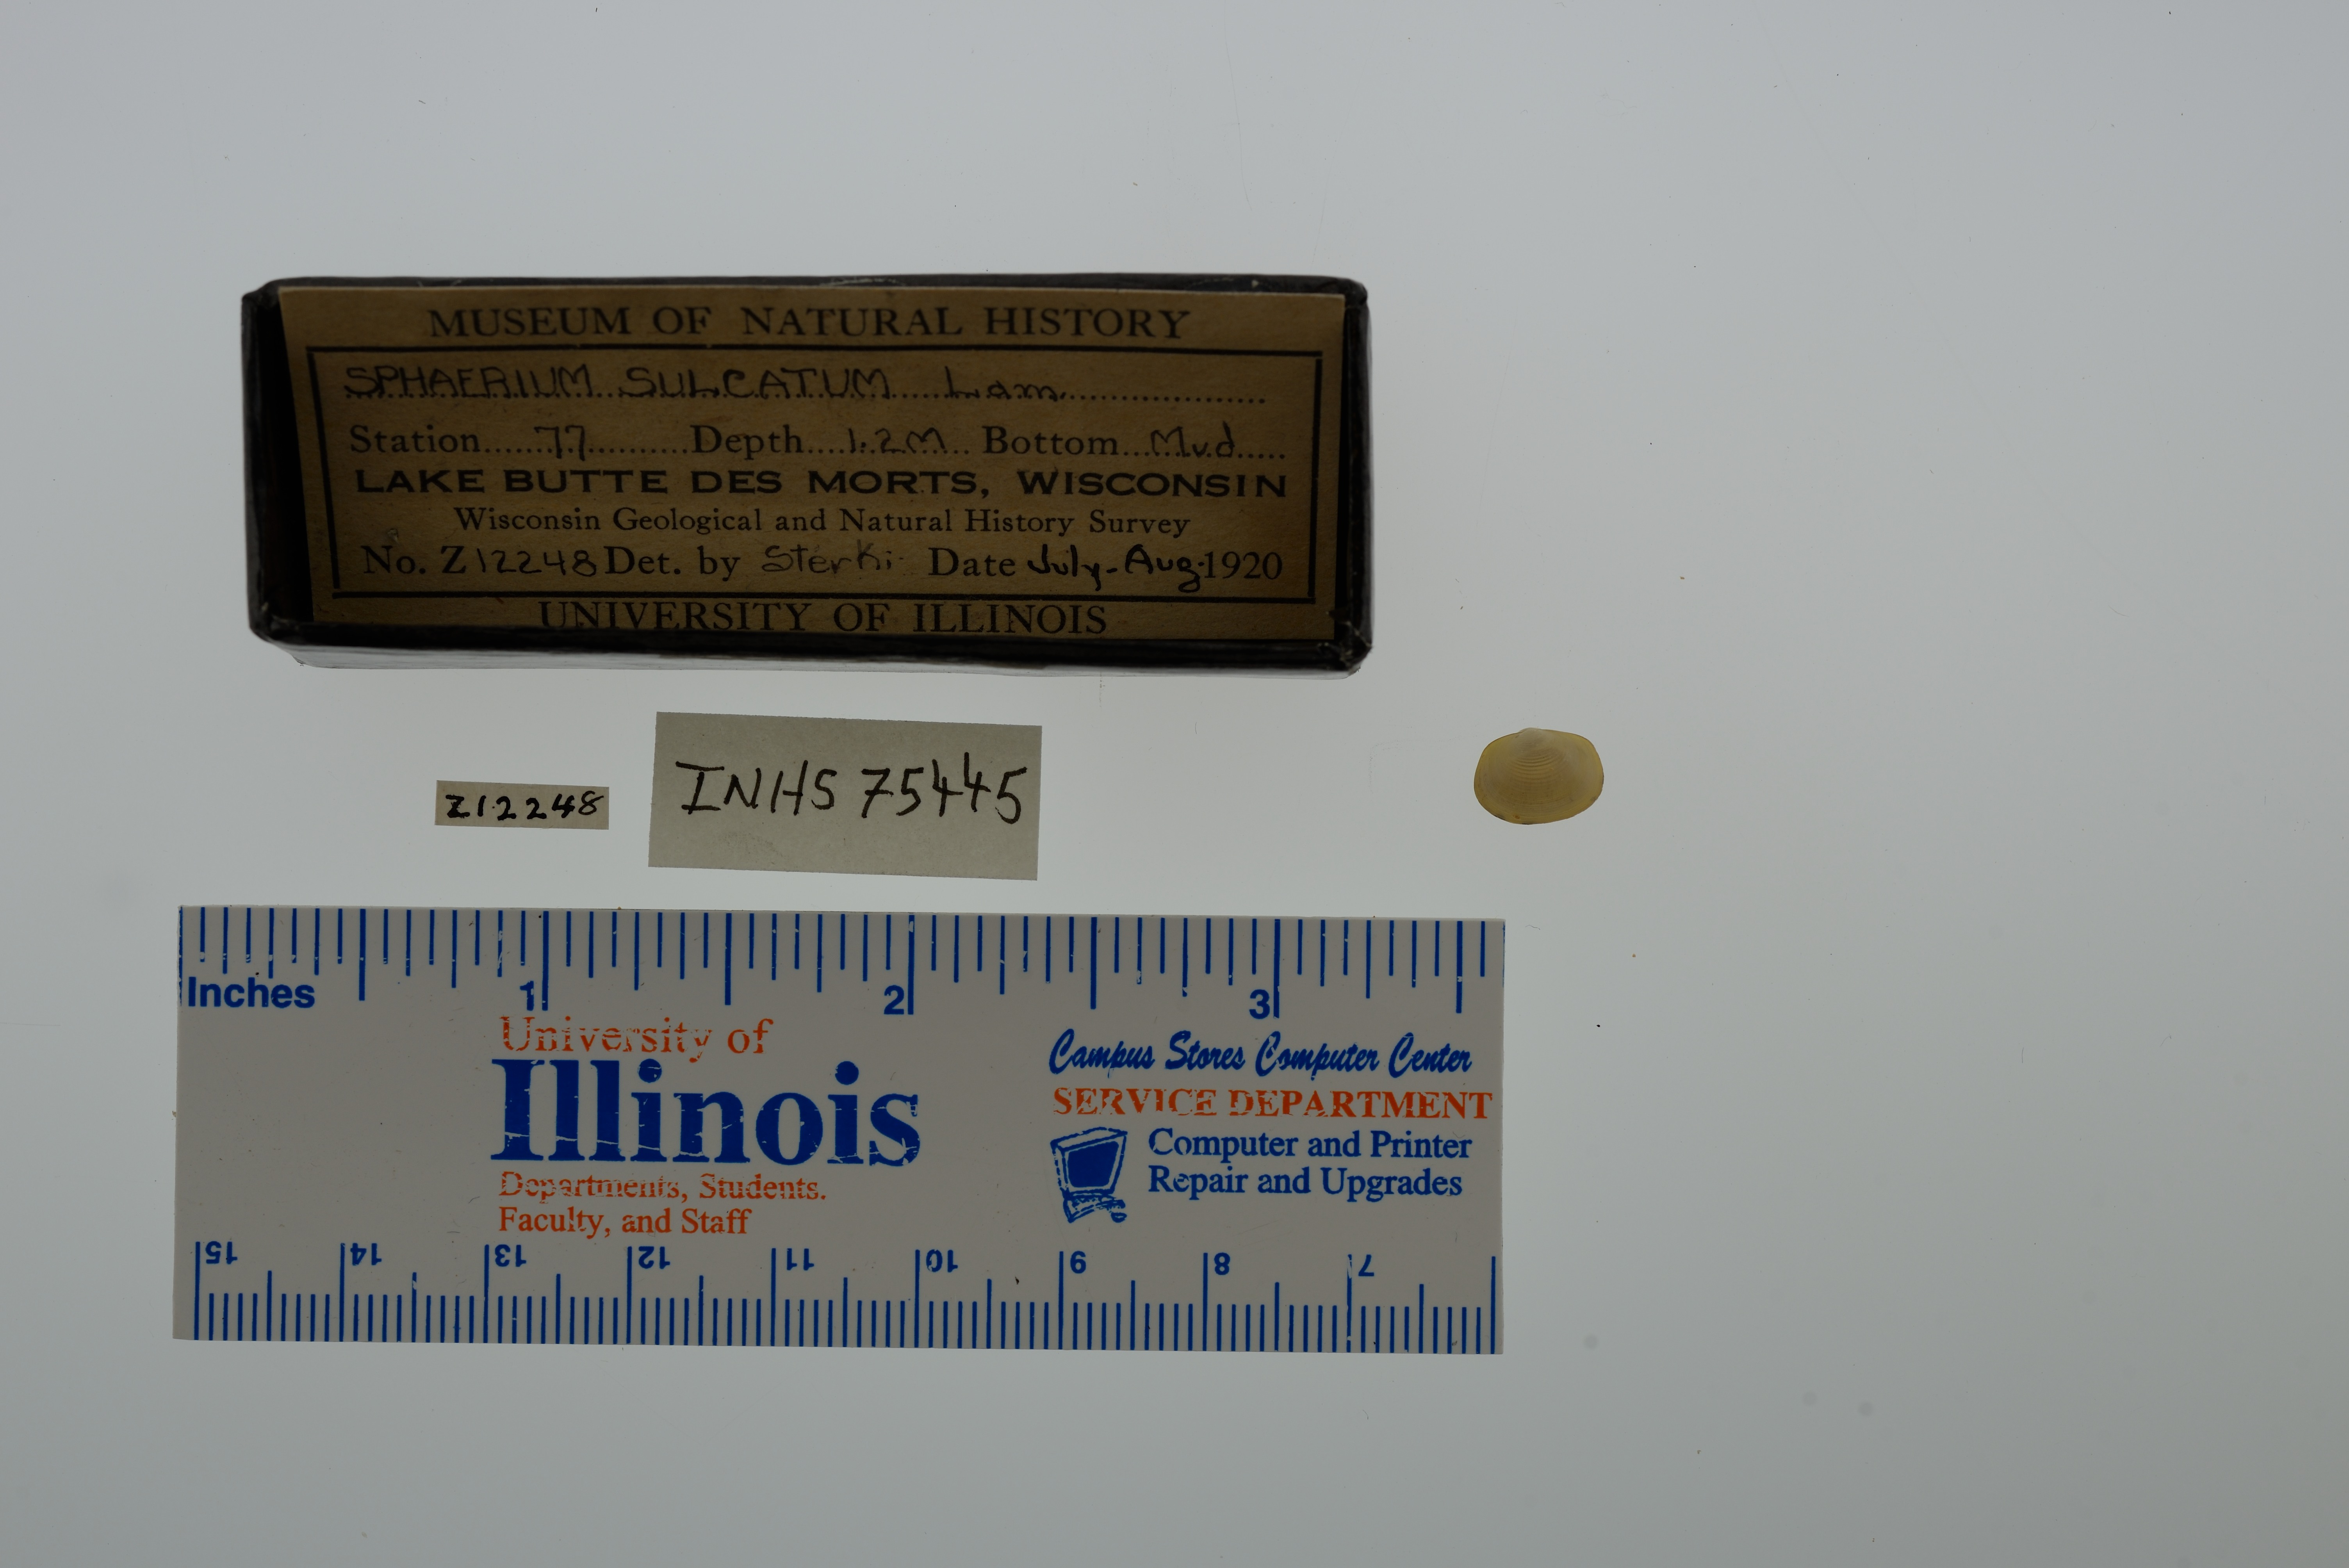 MUSEUM OF NATURAL HISTORY
SPHAERIUM SULCATUM Lam.
Station 77 Depth 1.2M Bottom Mud
LAKE BUTTE DES MORTS, WISCONSIN
Wisconsin Geological and Natural History Survey
No. Z12248 Det. by Sterki Date July-Aug. 1920
UNIVERSITY OF ILLINOIS
Z12248
INHS 75445
Inches 1 2 3
University of
Illinois
Departments, Students.
Faculty, and Staff
Campus Stores Computer Center
SERVICE DEPARTMENT
Computer and Printer
Repair and Upgrades
15 14 13 12 11 10 9 8 7